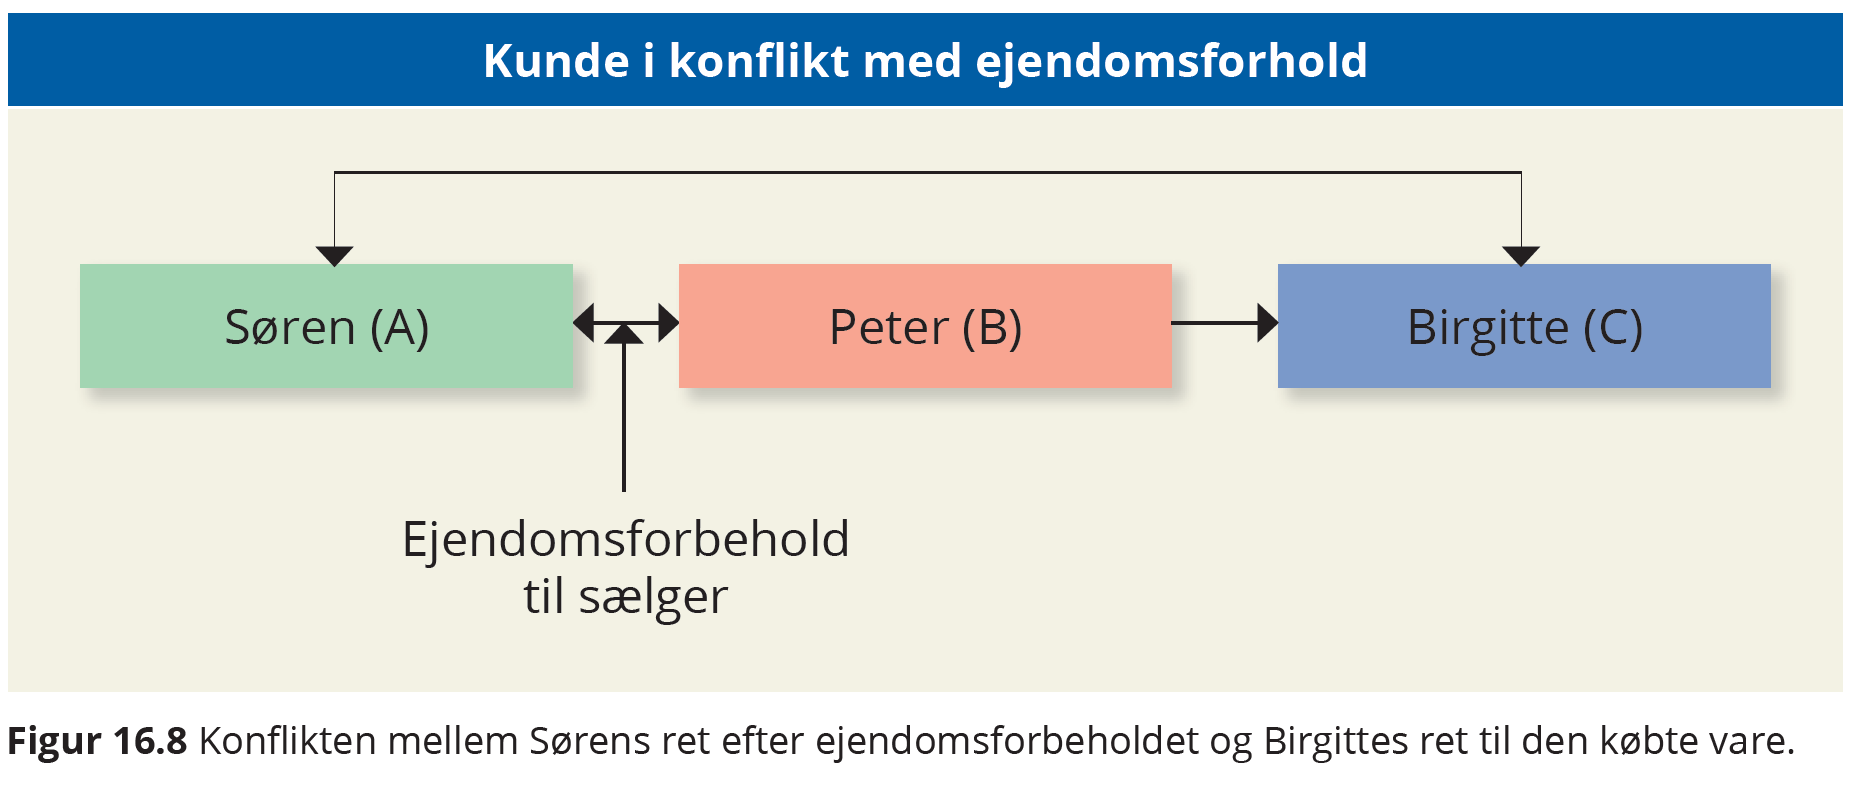 Kunde i konflikt med ejendomsforhold
Søren (A)
Peter (B)
Birgitte (C)
Ejendomsforbehold
til sælger
Figur 16.8 Konflikten mellem Sørens ret efter ejendomsforbeholdet og Birgittes ret til den købte vare.